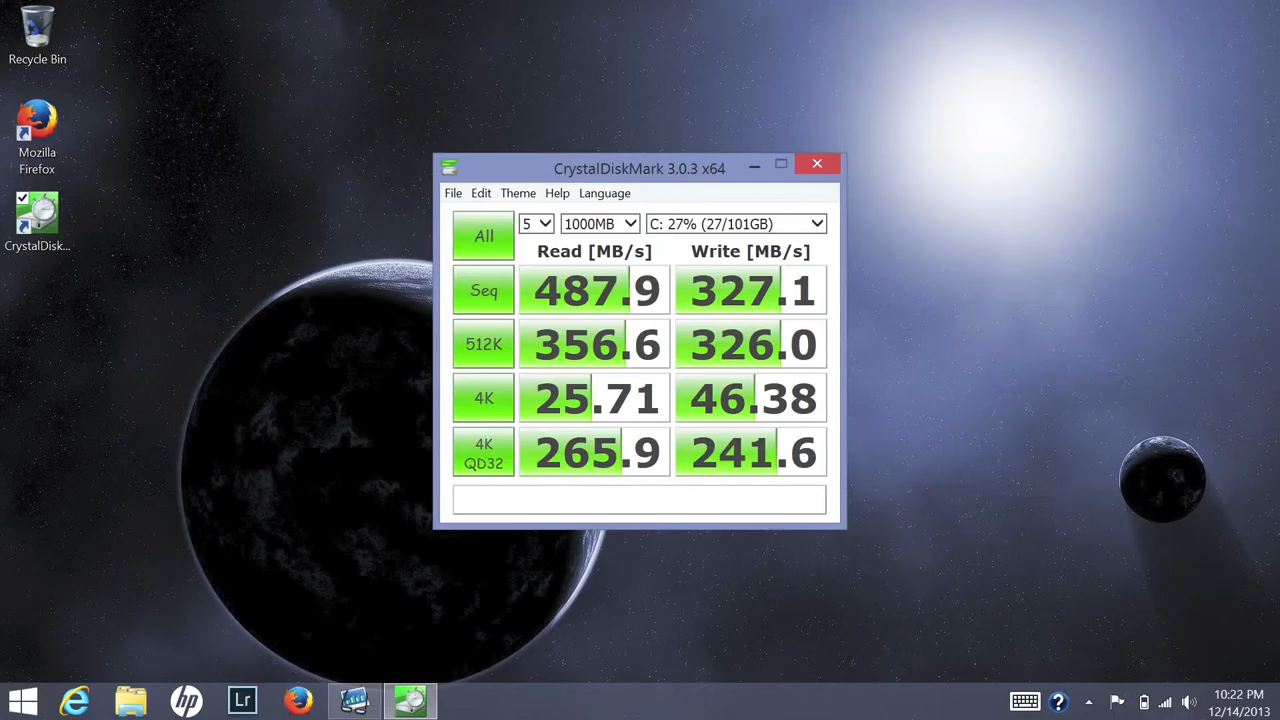 Recycle Bin
Mozilla
Firefox
CrystalDisk...
CrystalDiskMark 3.0.3 x64
File Edit Theme Help Language
All 5 1000MB C: 27% (27/101GB)
Read [MB/s] Write [MB/s]
Seq 487.9 327.1
512K 356.6 326.0
4K 25.71 46.38
4K
QD32 265.9 241.6
hp Lr ?
10:22 PM
12/14/2013